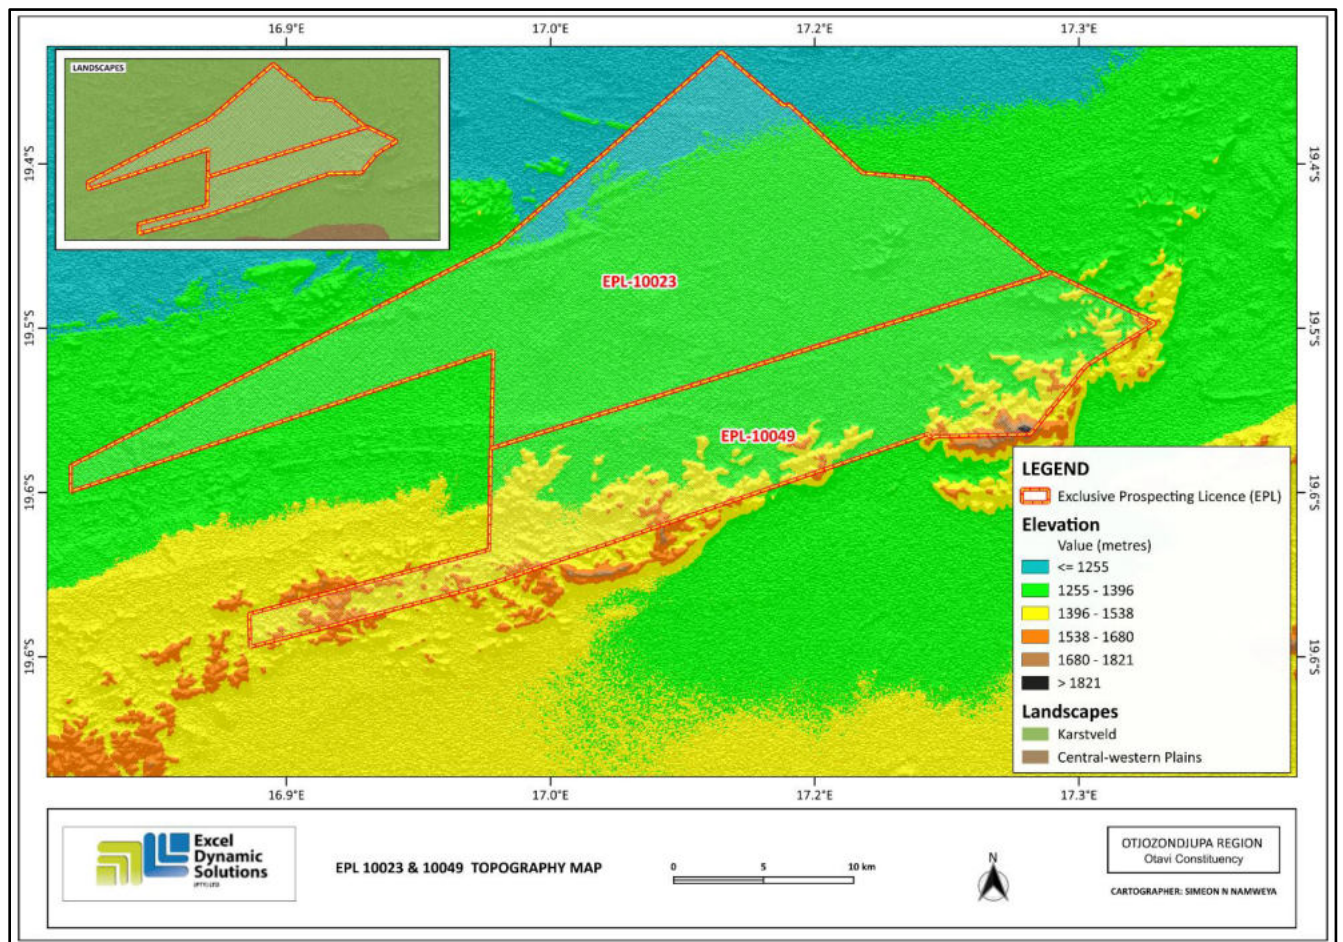 16.9°E 17.0°E 17.2°E 17.3°E
LANDSCAPES
19.4°S 19.4°S
EPL-10023
19.5°S 19.5°S
EPL-10049
19.6°S 19.6°S
19.6°S 19.6°S
LEGEND
Exclusive Prospecting Licence (EPL)
Elevation
Value (metres)
<= 1255
1255 - 1396
1396 - 1538
1538 - 1680
1680 - 1821
> 1821
Landscapes
Karstveld
Central-western Plains
16.9°E 17.0°E 17.2°E 17.3°E
Excel
Dynamic
Solutions
(PTY) LTD
EPL 10023 & 10049 TOPOGRAPHY MAP
0 5 10 km
N
OTJOZONDJUPA REGION
Otavi Constituency
CARTOGRAPHER: SIMEON N NAMWEYA